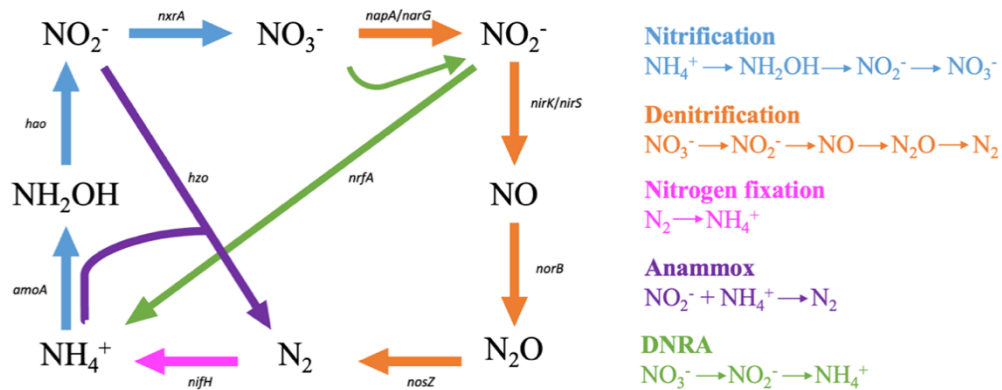 nxrA
napA/narG
NO₂⁻
NO₃⁻
NO₂⁻
hao
nirK/nirS
hzo
nrfA
NH₂OH
NO
amoA
norB
NH₄⁺
N₂
N₂O
nifH
nosZ
Nitrification
NH₄⁺→NH₂OH→NO₂⁻→NO₃⁻
Denitrification
NO₃⁻→NO₂⁻→NO→N₂O→N₂
Nitrogen fixation
N₂→NH₄⁺
Anammox
NO₂⁻ + NH₄⁺→N₂
DNRA
NO₃⁻→NO₂⁻→NH₄⁺